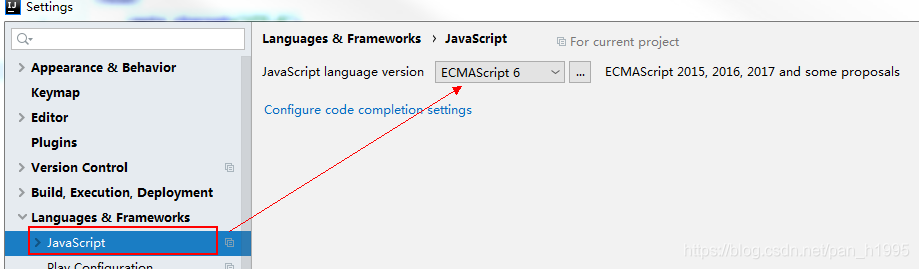 IJ Settings
Languages & Frameworks › JavaScript For current project
Appearance & Behavior
JavaScript language version ECMAScript 6 ... ECMAScript 2015, 2016, 2017 and some proposals
Keymap
Configure code completion settings
Editor
Plugins
Version Control
Build, Execution, Deployment
Languages & Frameworks
JavaScript
https://blog.csdn.net/pan_h1995
Play Configuration